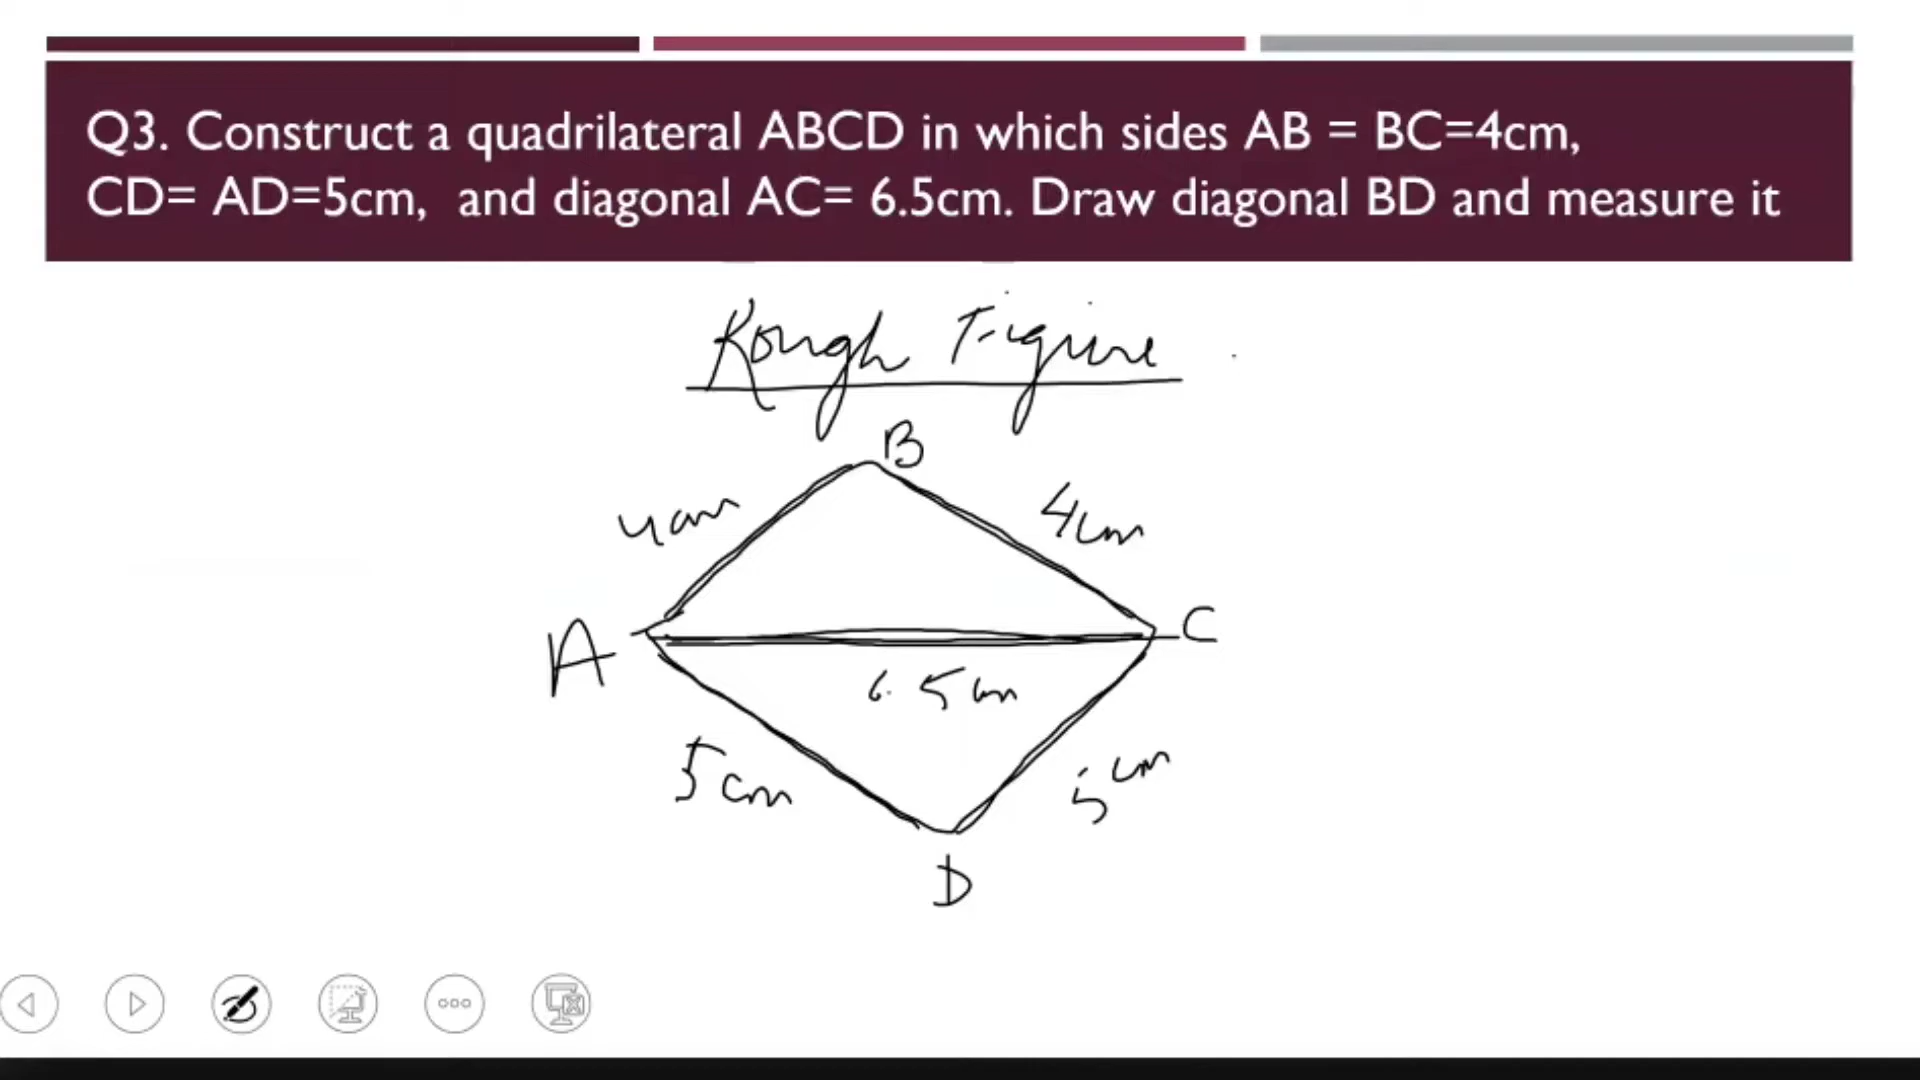 Q3. Construct a quadrilateral ABCD in which sides AB = BC=4cm,
CD= AD=5cm,  and diagonal AC= 6.5cm. Draw diagonal BD and measure it
Rough Figure
B
4cm 4cm
A C
6.5cm
5cm 5cm
D